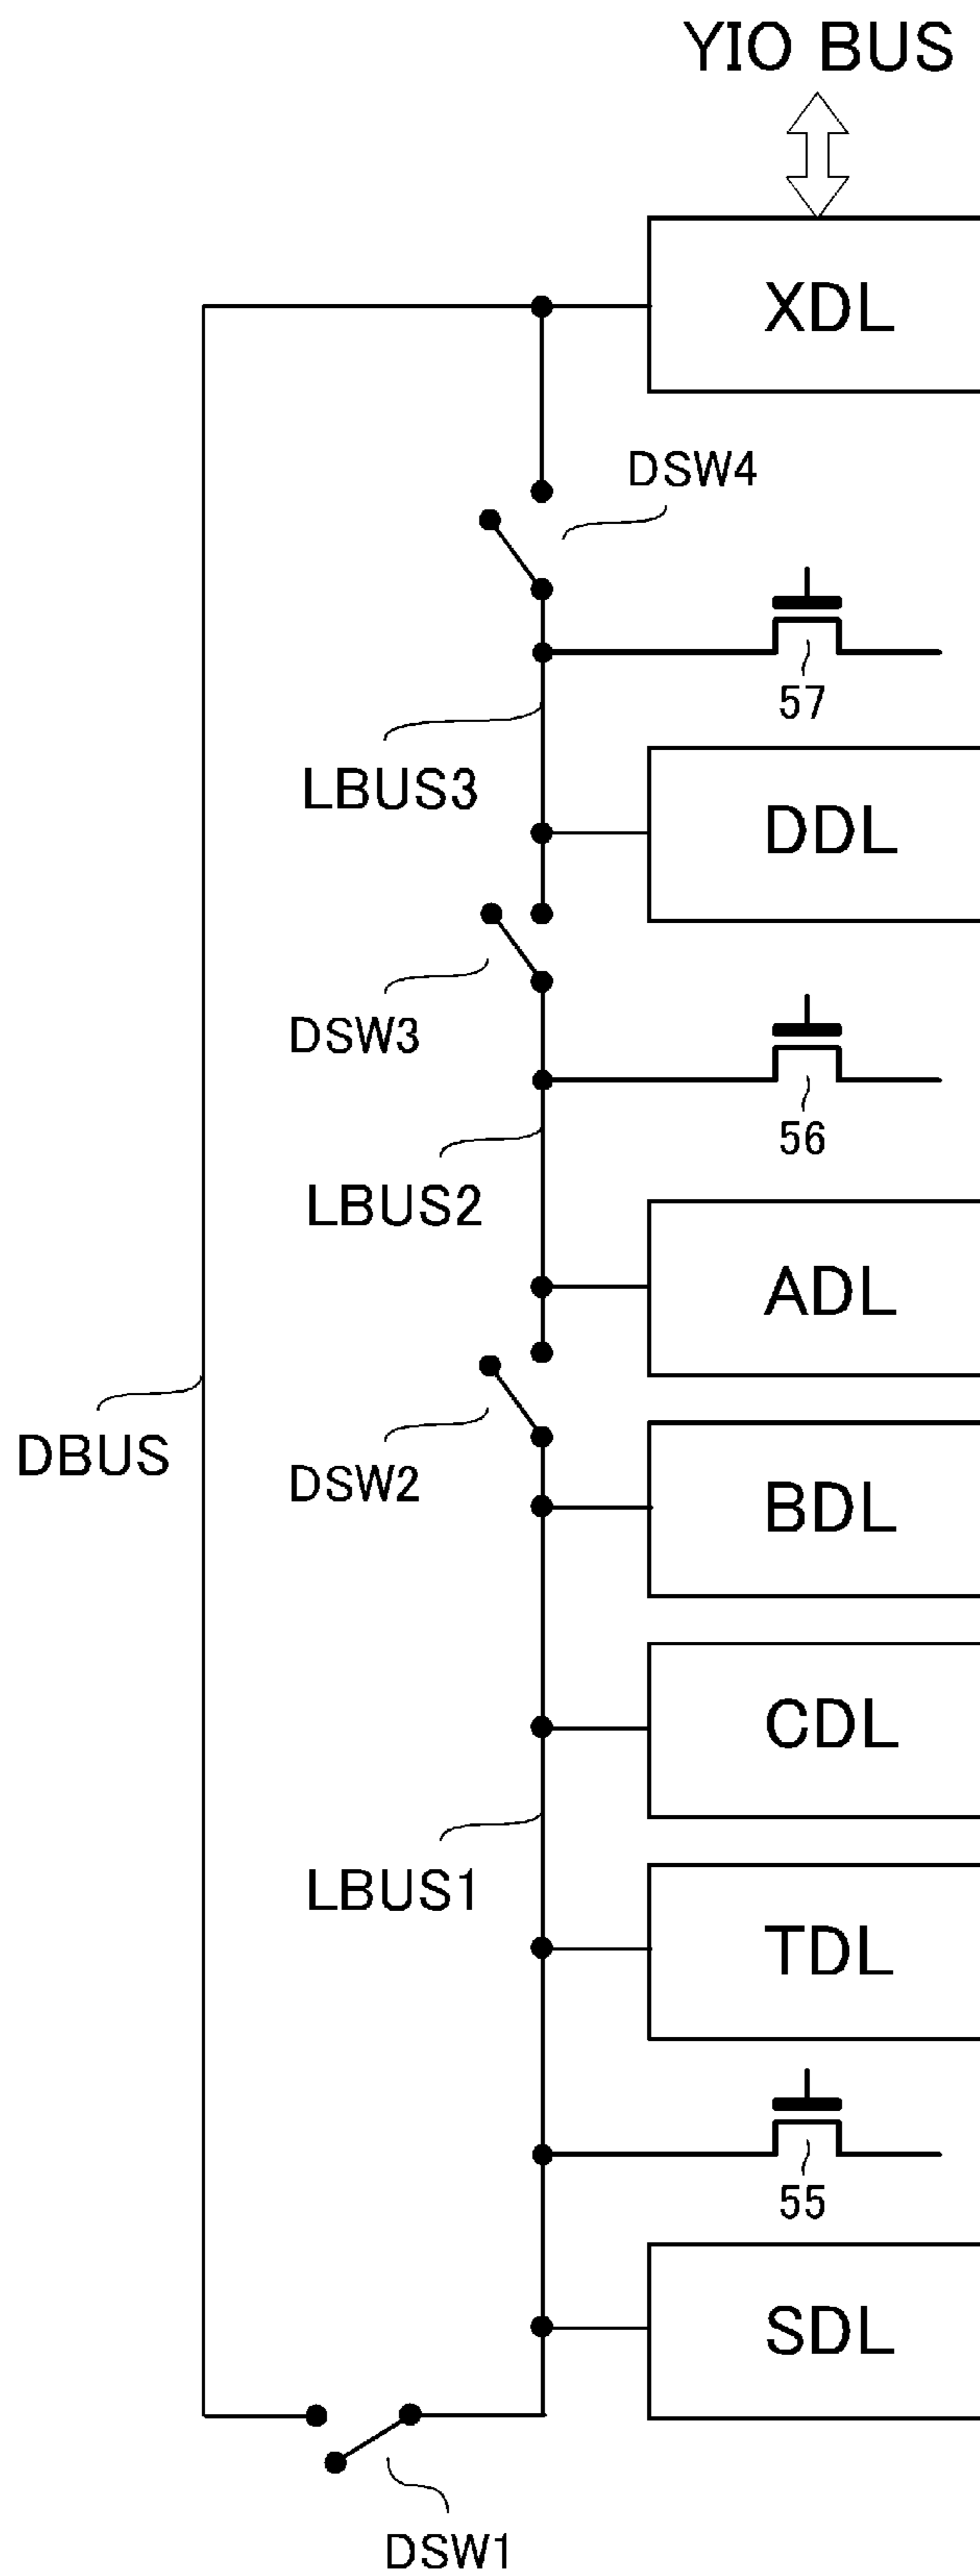 YIO BUS
XDL
DSW4
57
LBUS3
DDL
DSW3
56
LBUS2
ADL
DBUS
DSW2
BDL
CDL
LBUS1
TDL
55
SDL
DSW1